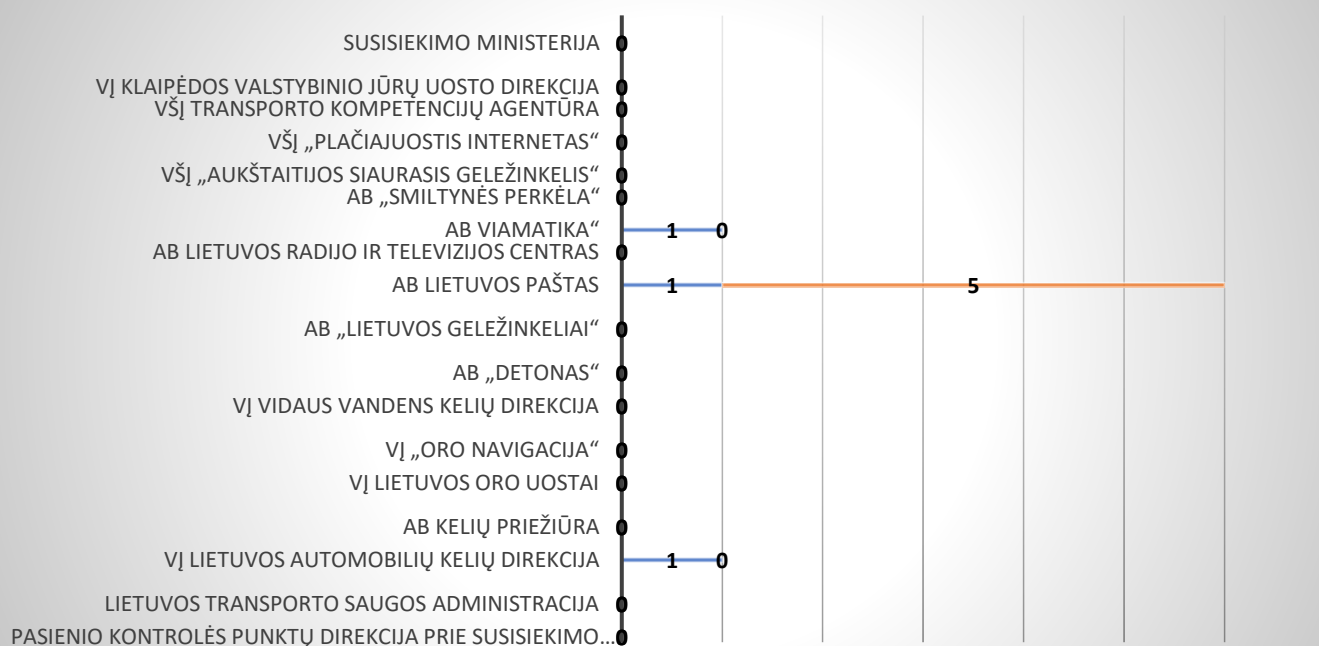 SUSISIEKIMO MINISTERIJA 0
VĮ KLAIPĖDOS VALSTYBINIO JŪRŲ UOSTO DIREKCIJA 0
VŠĮ TRANSPORTO KOMPETENCIJŲ AGENTŪRA 0
VŠĮ „PLAČIAJUOSTIS INTERNETAS“ 0
VŠĮ „AUKŠTAITIJOS SIAURASIS GELEŽINKELIS“ 0
AB „SMILTYNĖS PERKĖLA“ 0
AB VIAMATIKA“ 1 0
AB LIETUVOS RADIJO IR TELEVIZIJOS CENTRAS 0
AB LIETUVOS PAŠTAS 1 5
AB „LIETUVOS GELEŽINKELIAI“ 0
AB „DETONAS“ 0
VĮ VIDAUS VANDENS KELIŲ DIREKCIJA 0
VĮ „ORO NAVIGACIJA“ 0
VĮ LIETUVOS ORO UOSTAI 0
AB KELIŲ PRIEŽIŪRA 0
VĮ LIETUVOS AUTOMOBILIŲ KELIŲ DIREKCIJA 1 0
LIETUVOS TRANSPORTO SAUGOS ADMINISTRACIJA 0
PASIENIO KONTROLĖS PUNKTŲ DIREKCIJA PRIE SUSISIEKIMO… 0